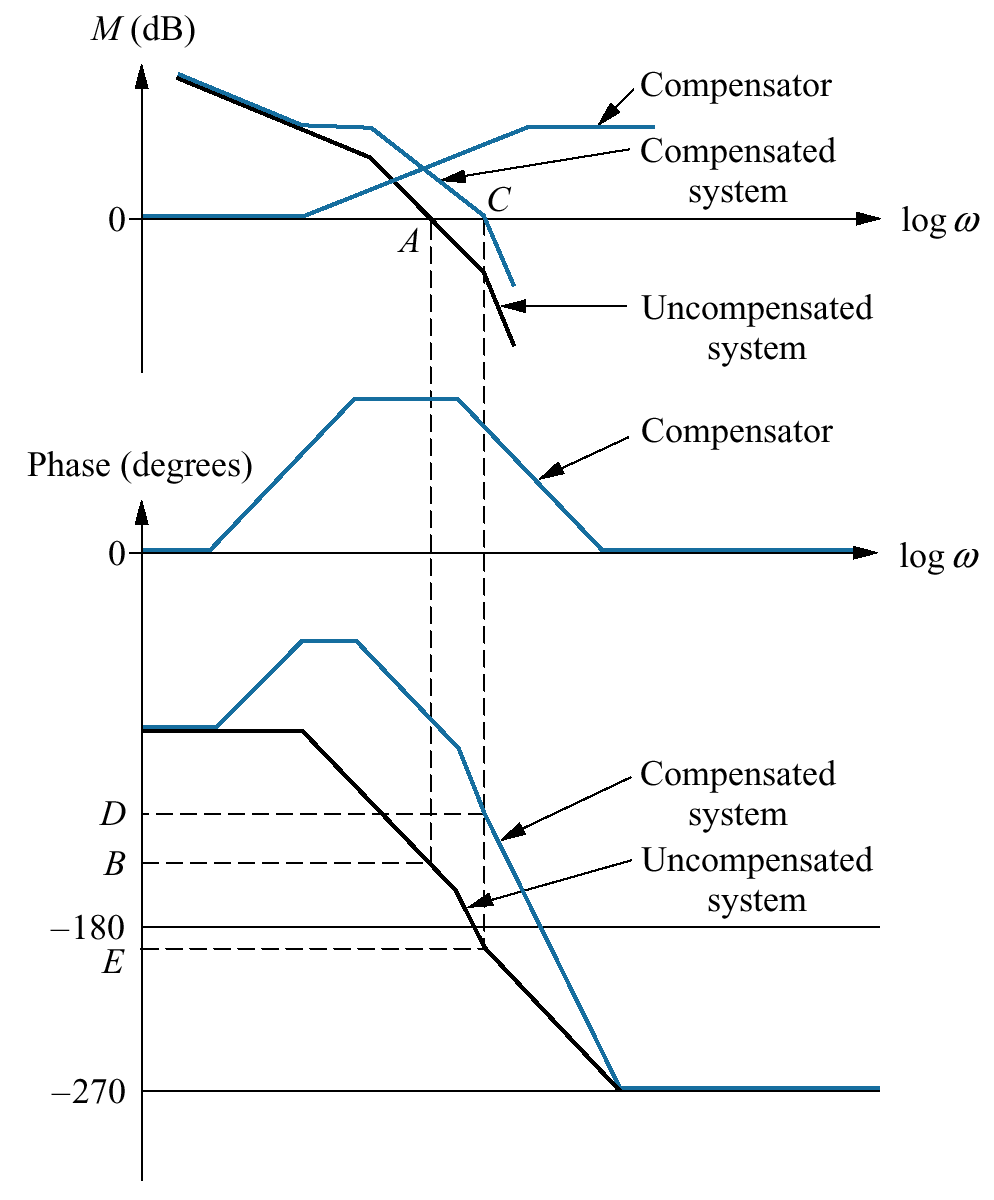 M (dB)
Compensator
Compensated
system
C
0
log ω
A
Uncompensated
system
Compensator
Phase (degrees)
0
log ω
Compensated
system
D
B
Uncompensated
system
–180
E
–270